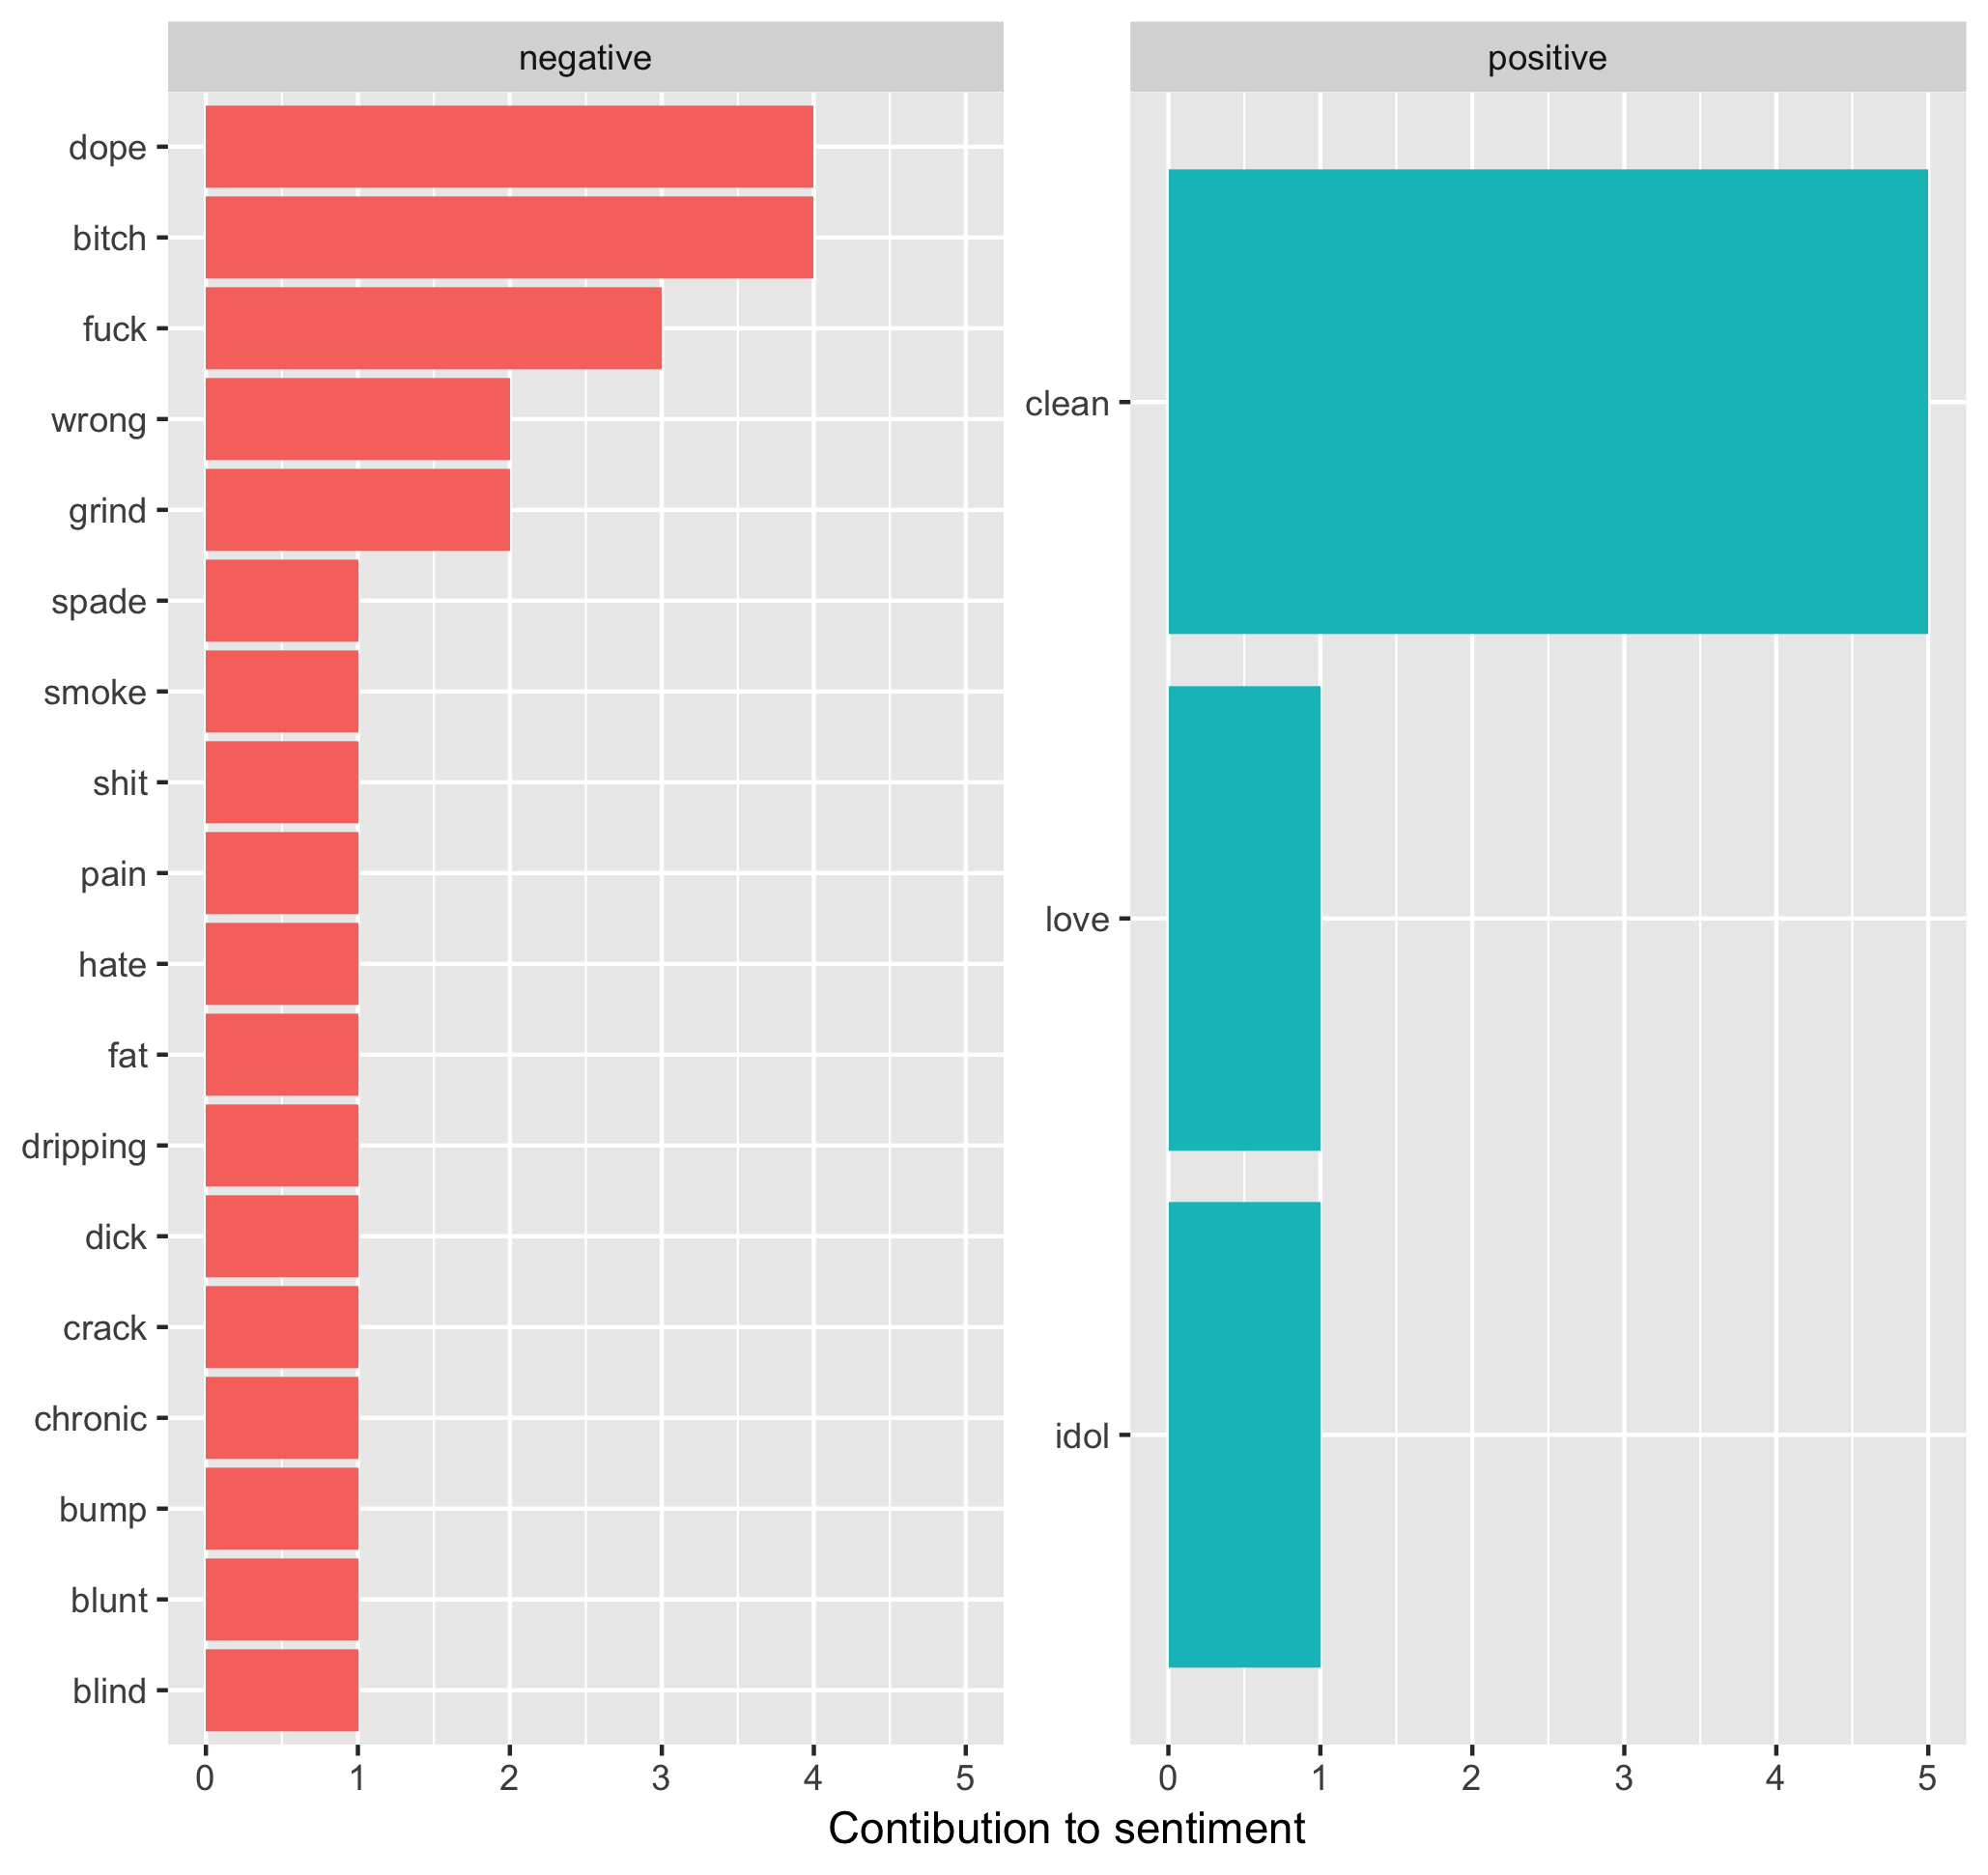 negative
dope
bitch
fuck
wrong
grind
spade
smoke
shit
pain
hate
fat
dripping
dick
crack
chronic
bump
blunt
blind
0 1 2 3 4 5
positive
clean
love
idol
0 1 2 3 4 5
Contibution to sentiment